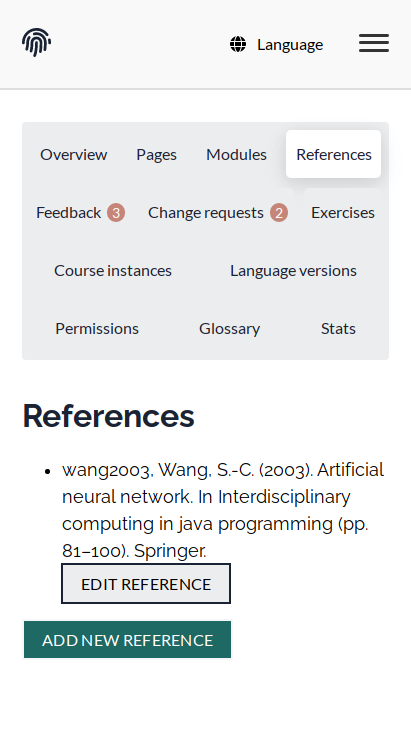 Language
Overview Pages Modules References
Feedback 3 Change requests 2 Exercises
Course instances Language versions
Permissions Glossary Stats
References
wang2003, Wang, S.-C. (2003). Artificial
neural network. In Interdisciplinary
computing in java programming (pp.
81–100). Springer.
EDIT REFERENCE
ADD NEW REFERENCE